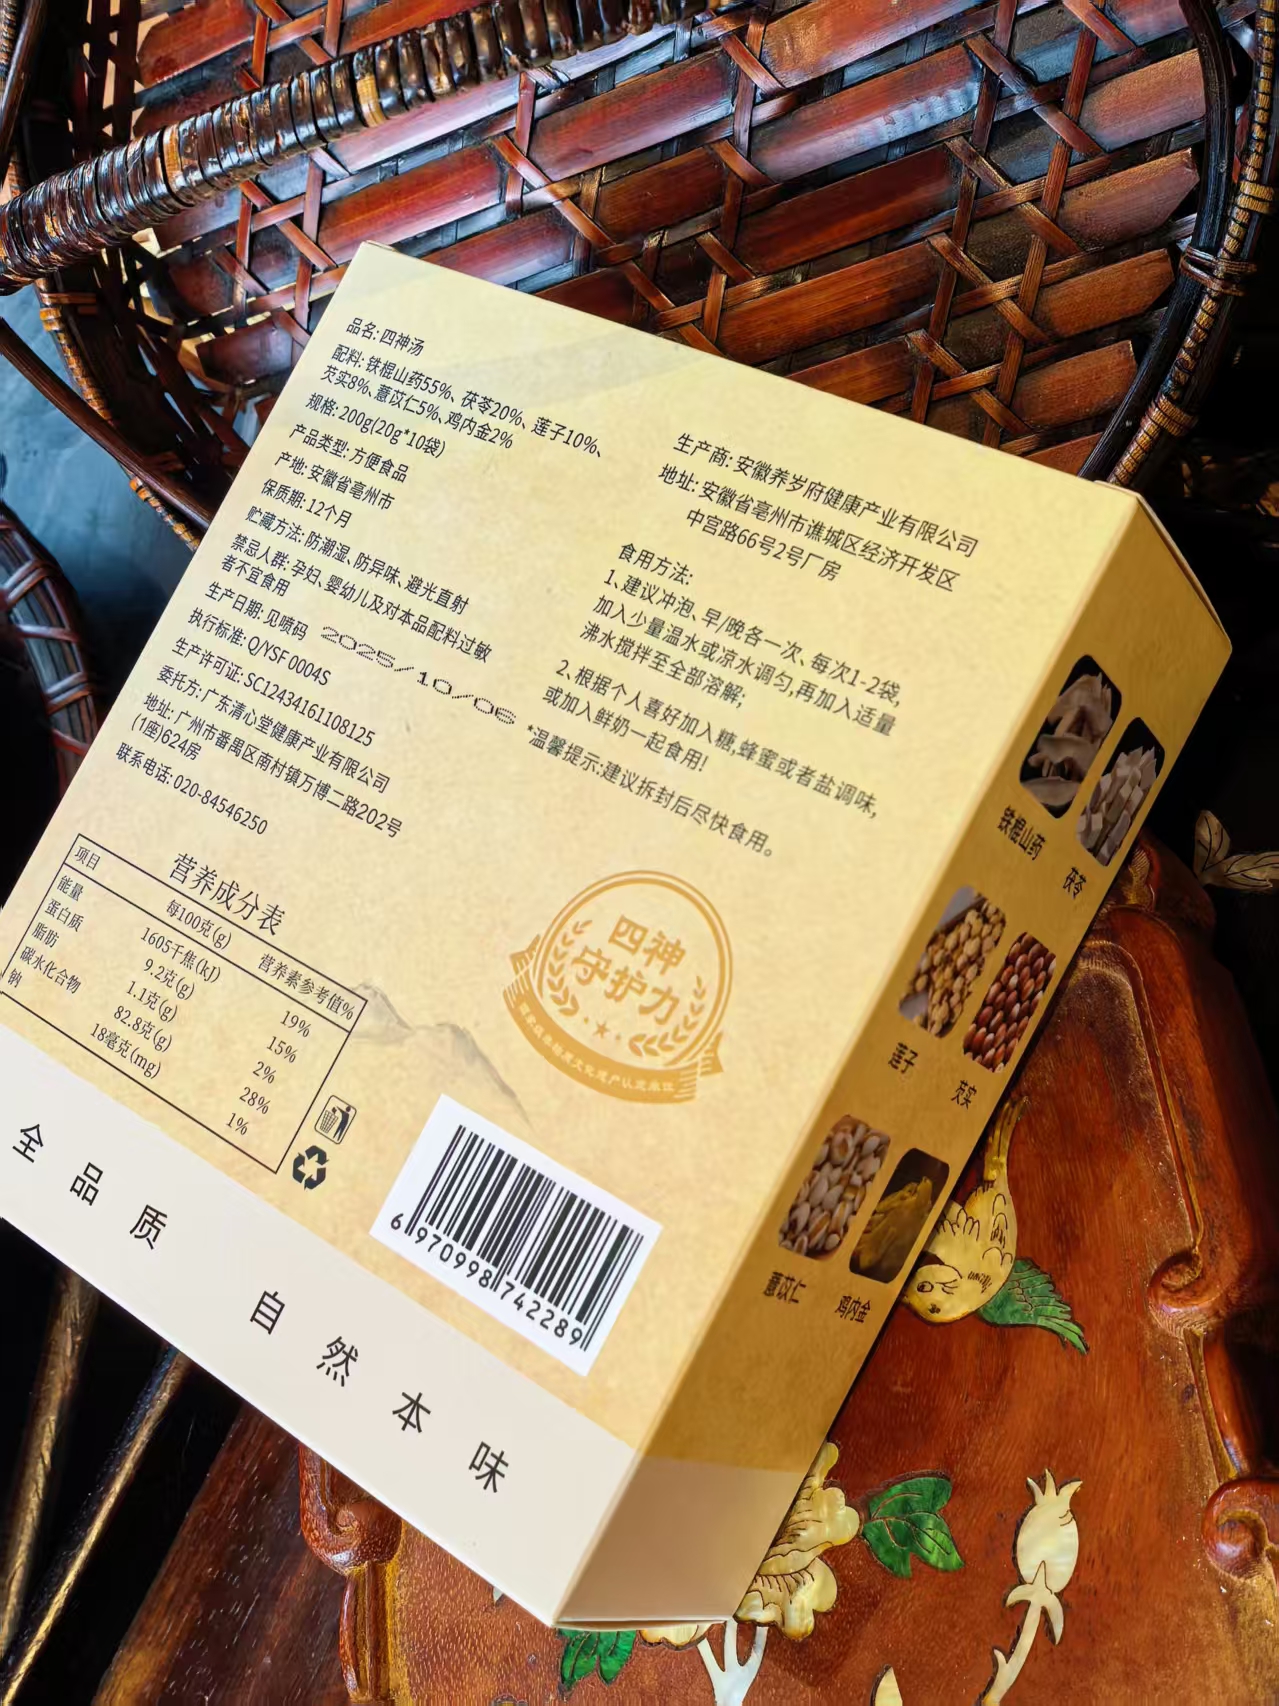 品名: 四神汤
配料: 铁棍山药55%、茯苓20%、莲子10%、
芡实8%、薏苡仁5%、鸡内金2%
规格: 200g(20g*10袋)
产品类型: 方便食品
产地: 安徽省亳州市
保质期: 12个月
贮藏方法: 防潮湿、防异味、避光直射
禁忌人群: 孕妇、婴幼儿及对本品配料过敏
者不宜食用
生产日期: 见喷码 2025/10/06
执行标准: Q/YSF 0004S
生产许可证: SC12434161108125
委托方: 广东清心堂健康产业有限公司
地址: 广州市番禺区南村镇万博二路202号
(1座)624房
联系电话: 020-84546250
生产商: 安徽养岁府健康产业有限公司
地址: 安徽省亳州市谯城区经济开发区
中宫路66号2号厂房
食用方法:
1、建议冲泡、早/晚各一次、每次1-2袋,
加入少量温水或凉水调匀,再加入适量
沸水搅拌至全部溶解;
2、根据个人喜好加入糖,蜂蜜或者盐调味,
或加入鲜奶一起食用!
*温馨提示:建议拆封后尽快食用。
营养成分表
项目 每100克(g) 营养素参考值%
能量 1605千焦(kJ) 19%
蛋白质 9.2克(g) 15%
脂肪 1.1克(g) 2%
碳水化合物 82.8克(g) 28%
钠 18毫克(mg) 1%
四神
守护力
6 970998 742289
全品质 自然本味
铁棍山药 茯苓
莲子 芡实
薏苡仁 鸡内金